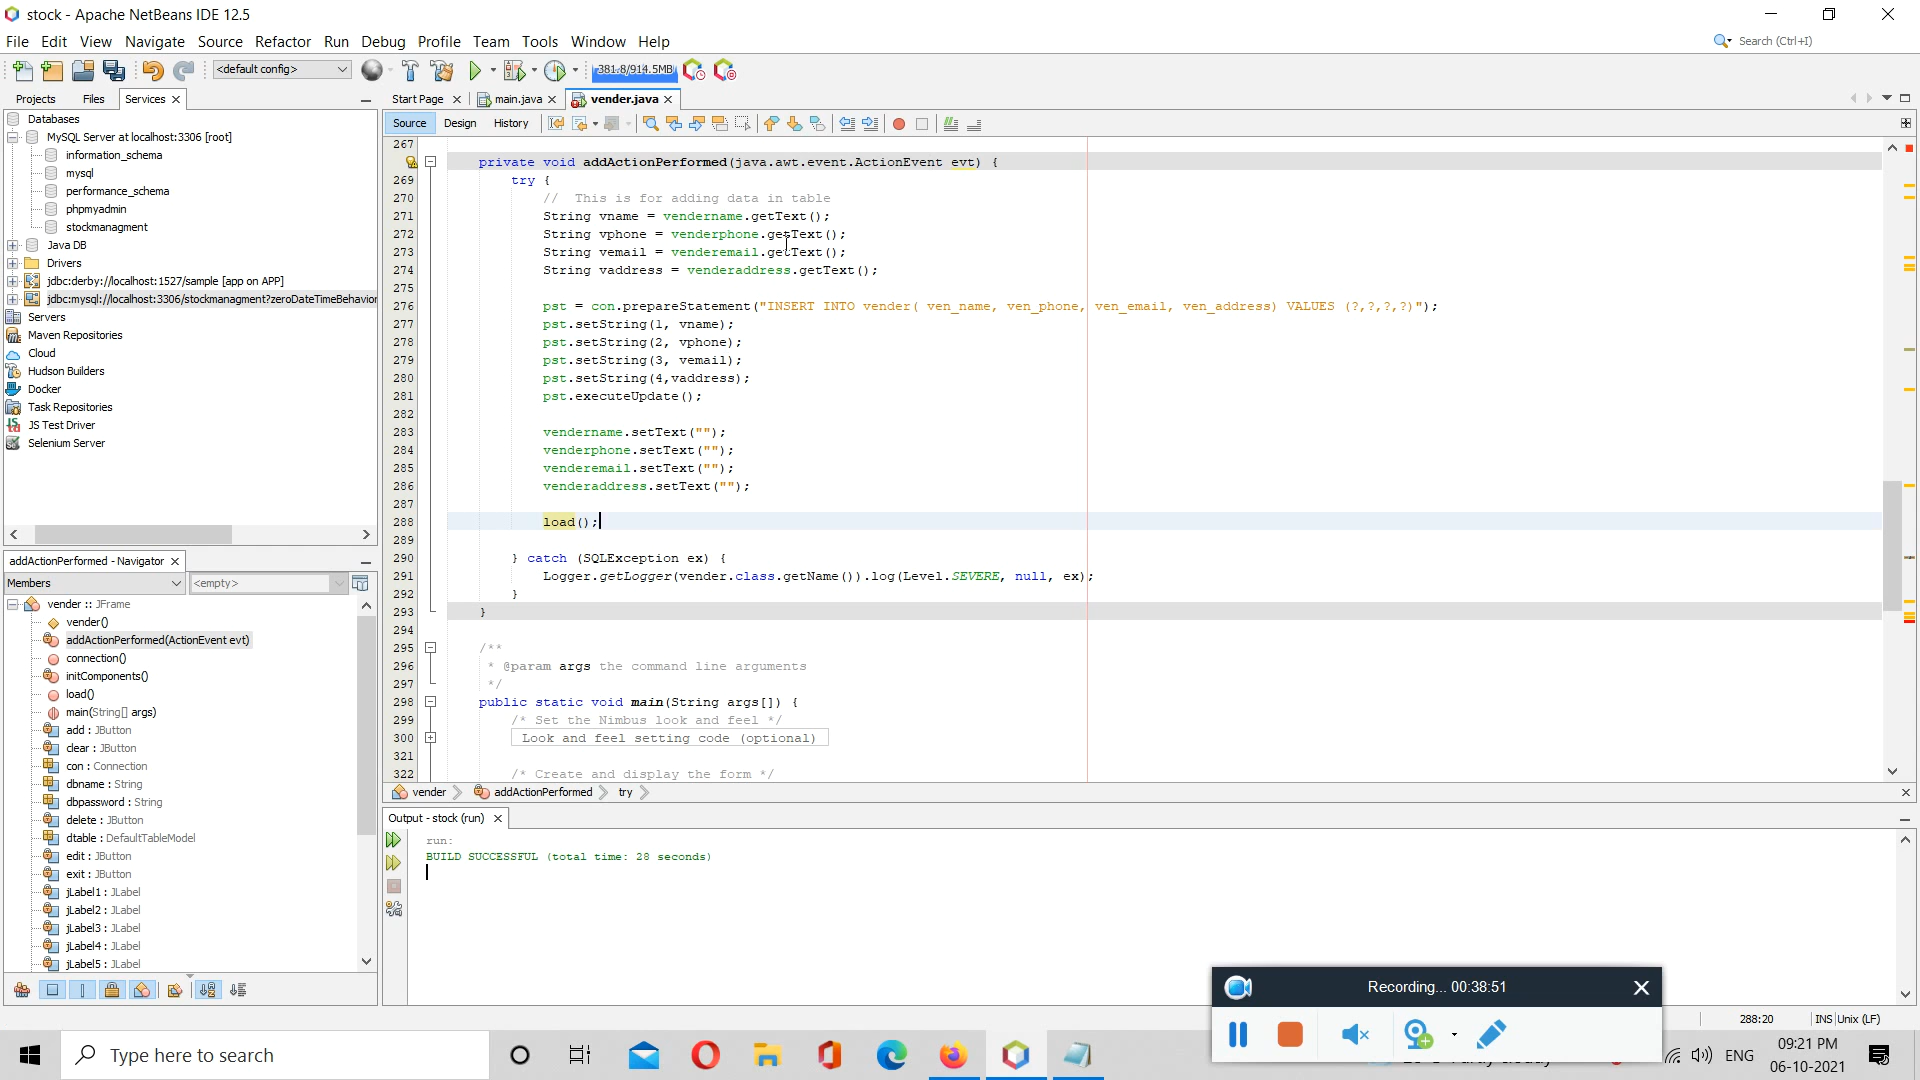 stock - Apache NetBeans IDE 12.5
File Edit View Navigate Source Refactor Run Debug Profile Team Tools Window Help
Search (Ctrl+I)
<default config>
381.8/914.5MB
Projects Files Services
Start Page main.java vender.java
Source Design History
Databases
MySQL Server at localhost:3306 [root]
information_schema
mysql
performance_schema
phpmyadmin
stockmanagment
Java DB
Drivers
jdbc:derby://localhost:1527/sample [app on APP]
jdbc:mysql://localhost:3306/stockmanagment?zeroDateTimeBehavior
Servers
Maven Repositories
Cloud
Hudson Builders
Docker
Task Repositories
JS Test Driver
Selenium Server
addActionPerformed - Navigator
Members <empty>
vender :: JFrame
vender()
addActionPerformed(ActionEvent evt)
connection()
initComponents()
load()
main(String[] args)
add : JButton
clear : JButton
con : Connection
dbname : String
dbpassword : String
delete : JButton
dtable : DefaultTableModel
edit : JButton
exit : JButton
jLabel1 : JLabel
jLabel2 : JLabel
jLabel3 : JLabel
jLabel4 : JLabel
jLabel5 : JLabel
267
private void addActionPerformed(java.awt.event.ActionEvent evt) {
269 try {
270 // This is for adding data in table
271 String vname = vendername.getText();
272 String vphone = venderphone.getText();
273 String vemail = venderemail.getText();
274 String vaddress = venderaddress.getText();
275
276 pst = con.prepareStatement("INSERT INTO vender( ven_name, ven_phone, ven_email, ven_address) VALUES (?,?,?,?)");
277 pst.setString(1, vname);
278 pst.setString(2, vphone);
279 pst.setString(3, vemail);
280 pst.setString(4,vaddress);
281 pst.executeUpdate();
282
283 vendername.setText("");
284 venderphone.setText("");
285 venderemail.setText("");
286 venderaddress.setText("");
287
288 load();
289
290 } catch (SQLException ex) {
291 Logger.getLogger(vender.class.getName()).log(Level.SEVERE, null, ex);
292 }
293 }
294
295 /**
296 * @param args the command line arguments
297 */
298 public static void main(String args[]) {
299 /* Set the Nimbus look and feel */
300 Look and feel setting code (optional)
321
322 /* Create and display the form */
vender addActionPerformed try
Output - stock (run)
run:
BUILD SUCCESSFUL (total time: 28 seconds)
Recording... 00:38:51
288:20 INS Unix (LF)
Type here to search
ENG
09:21 PM
06-10-2021